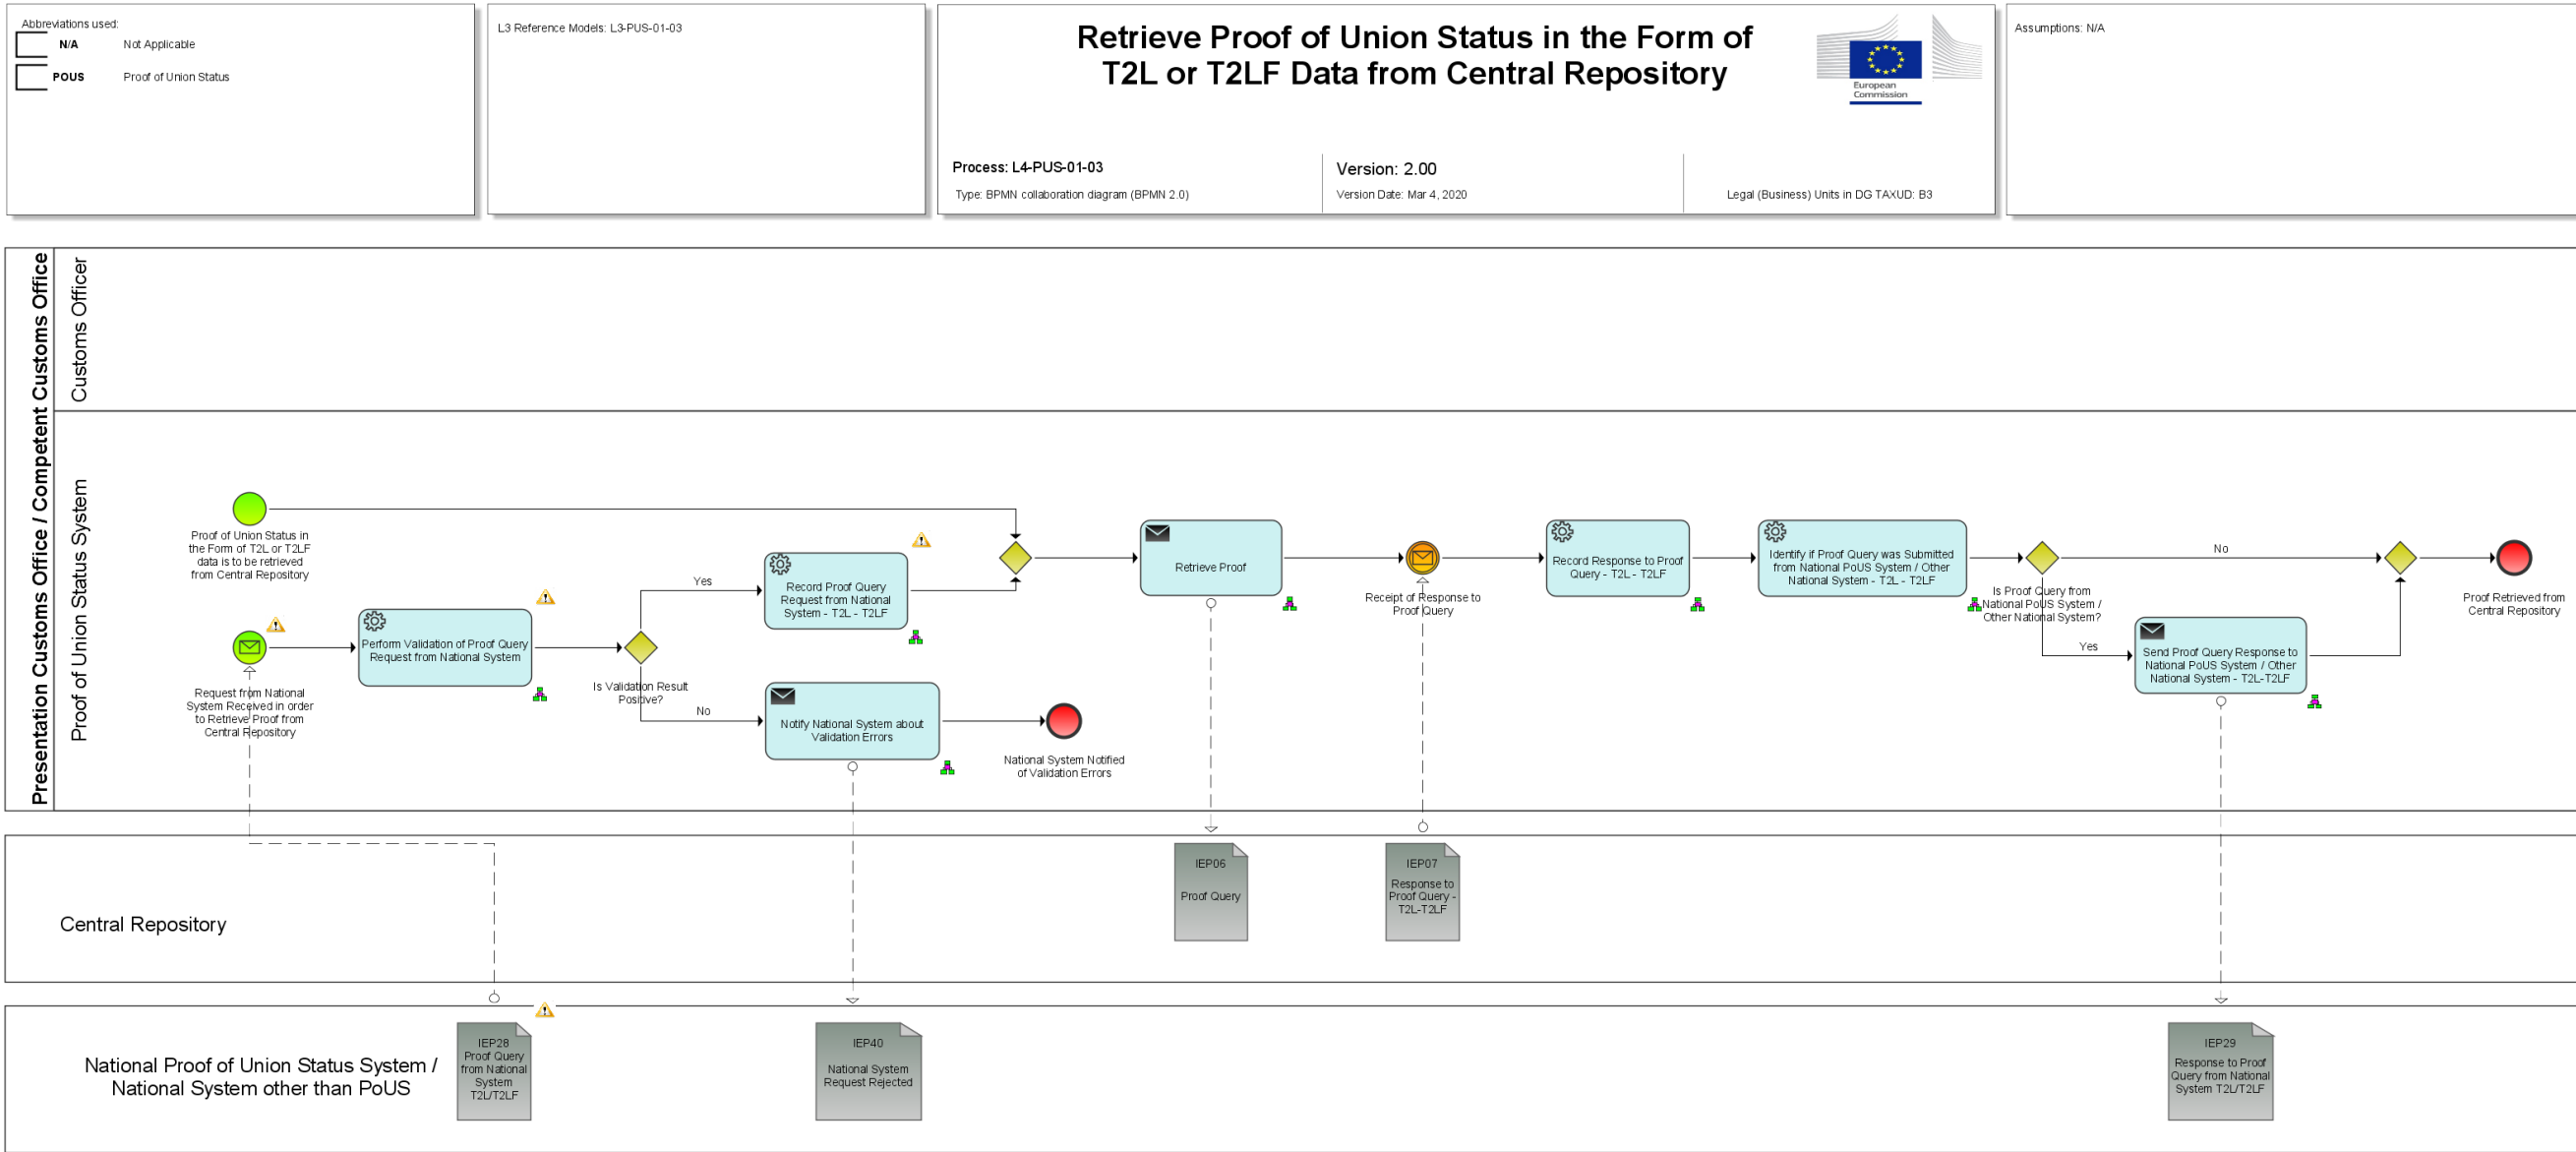 Abbreviations used:
N/A Not Applicable
POUS Proof of Union Status
L3 Reference Models: L3-PUS-01-03
Retrieve Proof of Union Status in the Form of
T2L or T2LF Data from Central Repository
European
Commission
Process: L4-PUS-01-03
Type: BPMN collaboration diagram (BPMN 2.0)
Version: 2.00
Version Date: Mar 4, 2020
Legal (Business) Units in DG TAXUD: B3
Assumptions: N/A
Presentation Customs Office / Competent Customs Office
Customs Officer
Proof of Union Status System
Proof of Union Status in
the Form of T2L or T2LF
data is to be retrieved
from Central Repository
Request from National
System Received in order
to Retrieve Proof from
Central Repository
Perform Validation of Proof Query
Request from National System
Is Validation Result
Positive?
Yes
No
Record Proof Query
Request from National
System - T2L - T2LF
Notify National System about
Validation Errors
National System Notified
of Validation Errors
Retrieve Proof
Receipt of Response to
Proof Query
Record Response to Proof
Query - T2L - T2LF
Identify if Proof Query was Submitted
from National PoUS System / Other
National System - T2L - T2LF
Is Proof Query from
National PoUS System /
Other National System?
No
Yes
Send Proof Query Response to
National PoUS System / Other
National System - T2L-T2LF
Proof Retrieved from
Central Repository
Central Repository
IEP06
Proof Query
IEP07
Response to
Proof Query -
T2L-T2LF
National Proof of Union Status System /
National System other than PoUS
IEP28
Proof Query
from National
System
T2L/T2LF
IEP40
National System
Request Rejected
IEP29
Response to Proof
Query from National
System T2L/T2LF